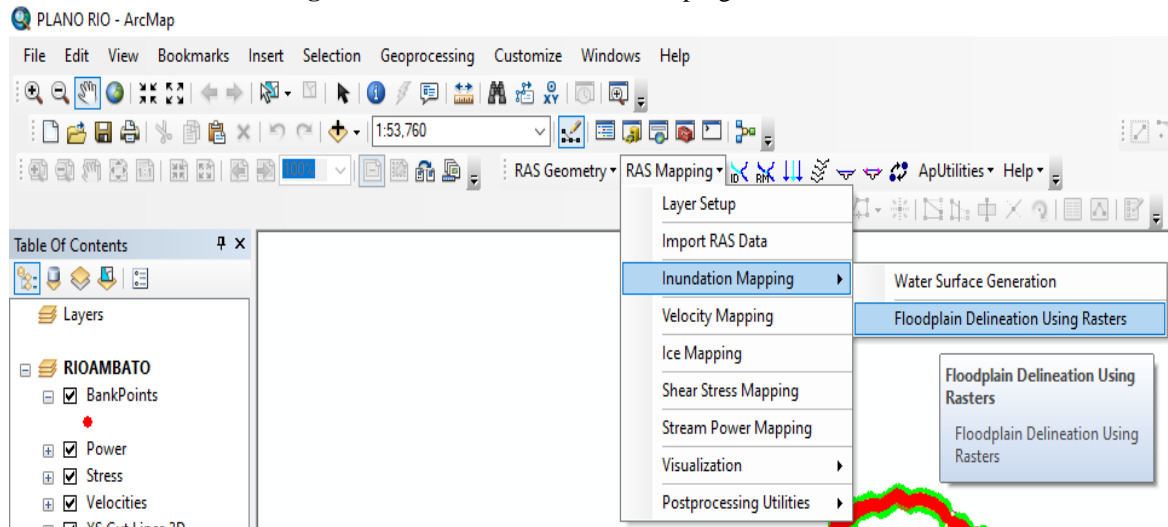 PLANO RIO - ArcMap
File Edit View Bookmarks Insert Selection Geoprocessing Customize Windows Help
1:53,760
100%
RAS Geometry RAS Mapping ID RM ApUtilities Help
Layer Setup
Table Of Contents
Import RAS Data
Inundation Mapping
Water Surface Generation
Layers
Velocity Mapping
Floodplain Delineation Using Rasters
Ice Mapping
RIOAMBATO
Floodplain Delineation Using
Rasters
BankPoints
Shear Stress Mapping
Floodplain Delineation Using
Rasters
Stream Power Mapping
Power
Visualization
Stress
Velocities
Postprocessing Utilities